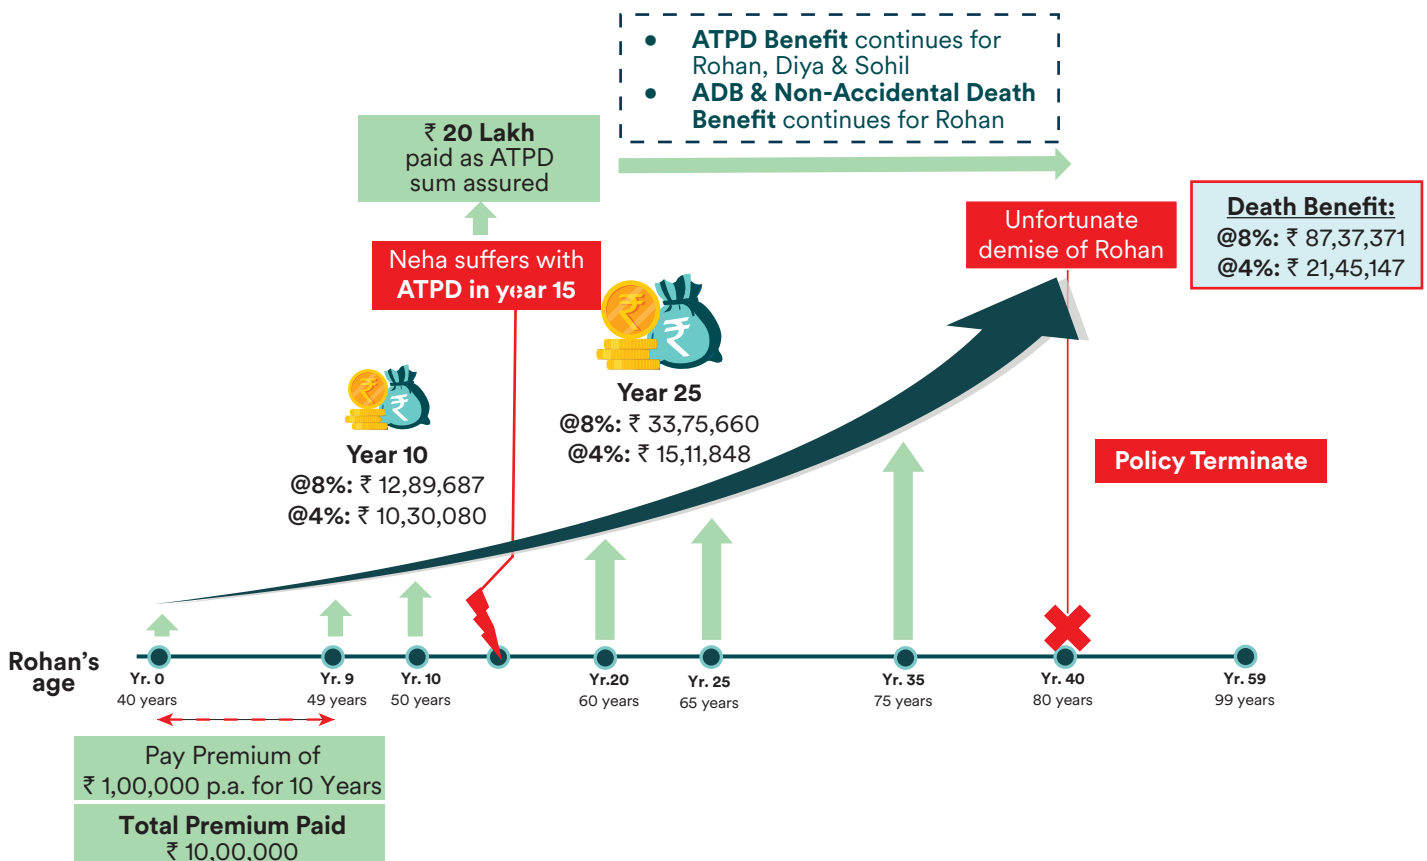 ● ATPD Benefit continues for
Rohan, Diya & Sohil
● ADB & Non-Accidental Death
Benefit continues for Rohan
₹ 20 Lakh
paid as ATPD
sum assured
Neha suffers with
ATPD in year 15
Unfortunate
demise of Rohan
Death Benefit:
@8%: ₹ 87,37,371
@4%: ₹ 21,45,147
Year 10
@8%: ₹ 12,89,687
@4%: ₹ 10,30,080
Year 25
@8%: ₹ 33,75,660
@4%: ₹ 15,11,848
Policy Terminate
Rohan's
age
Yr. 0
40 years
Yr. 9
49 years
Yr. 10
50 years
Yr.20
60 years
Yr. 25
65 years
Yr. 35
75 years
Yr. 40
80 years
Yr. 59
99 years
Pay Premium of
₹ 1,00,000 p.a. for 10 Years
Total Premium Paid
₹ 10,00,000